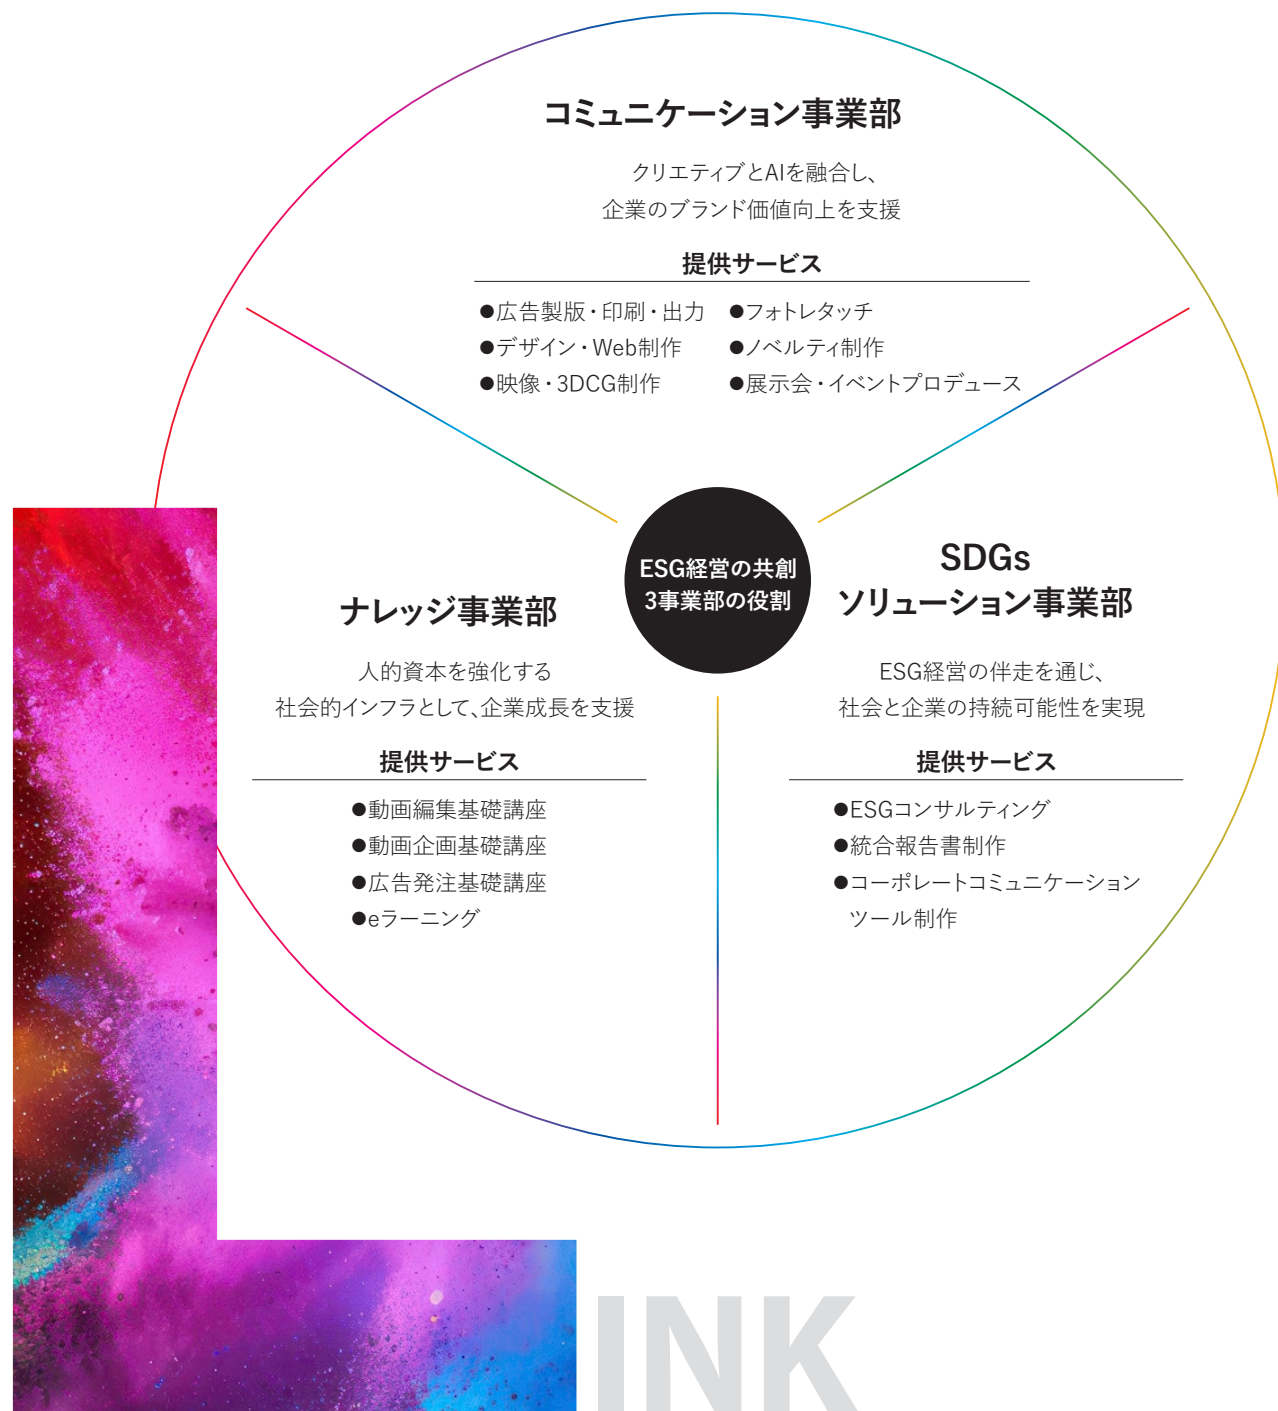 コミュニケーション事業部
クリエティブとAIを融合し、
企業のブランド価値向上を支援
提供サービス
●広告製版・印刷・出力
●デザイン・Web制作
●映像・3DCG制作
●フォトレタッチ
●ノベルティ制作
●展示会・イベントプロデュース
ESG経営の共創
3事業部の役割
ナレッジ事業部
人的資本を強化する
社会的インフラとして、企業成長を支援
提供サービス
●動画編集基礎講座
●動画企画基礎講座
●広告発注基礎講座
●eラーニング
SDGs
ソリューション事業部
ESG経営の伴走を通じ、
社会と企業の持続可能性を実現
提供サービス
●ESGコンサルティング
●統合報告書制作
●コーポレートコミュニケーション
ツール制作
INK